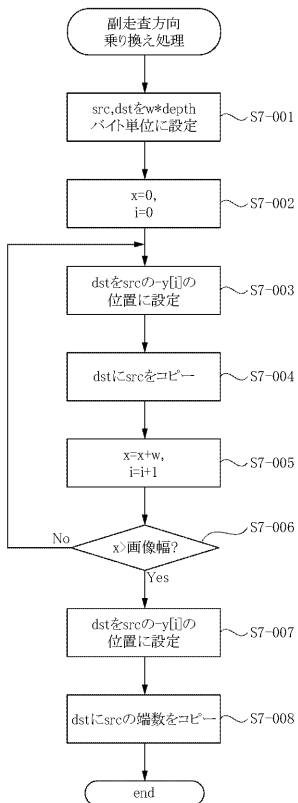 副走査方向
乗り換え処理
src,dstをw*depth
バイト単位に設定
S7-001
x=0,
i=0
S7-002
dstをsrcの-y[i]の
位置に設定
S7-003
dstにsrcをコピー
S7-004
x=x+w,
i=i+1
S7-005
x>画像幅?
S7-006
No
Yes
dstをsrcの-y[i]の
位置に設定
S7-007
dstにsrcの端数をコピー
S7-008
end